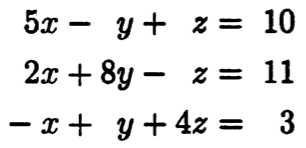 5x − y + z = 10
2x + 8y − z = 11
− x + y + 4z = 3